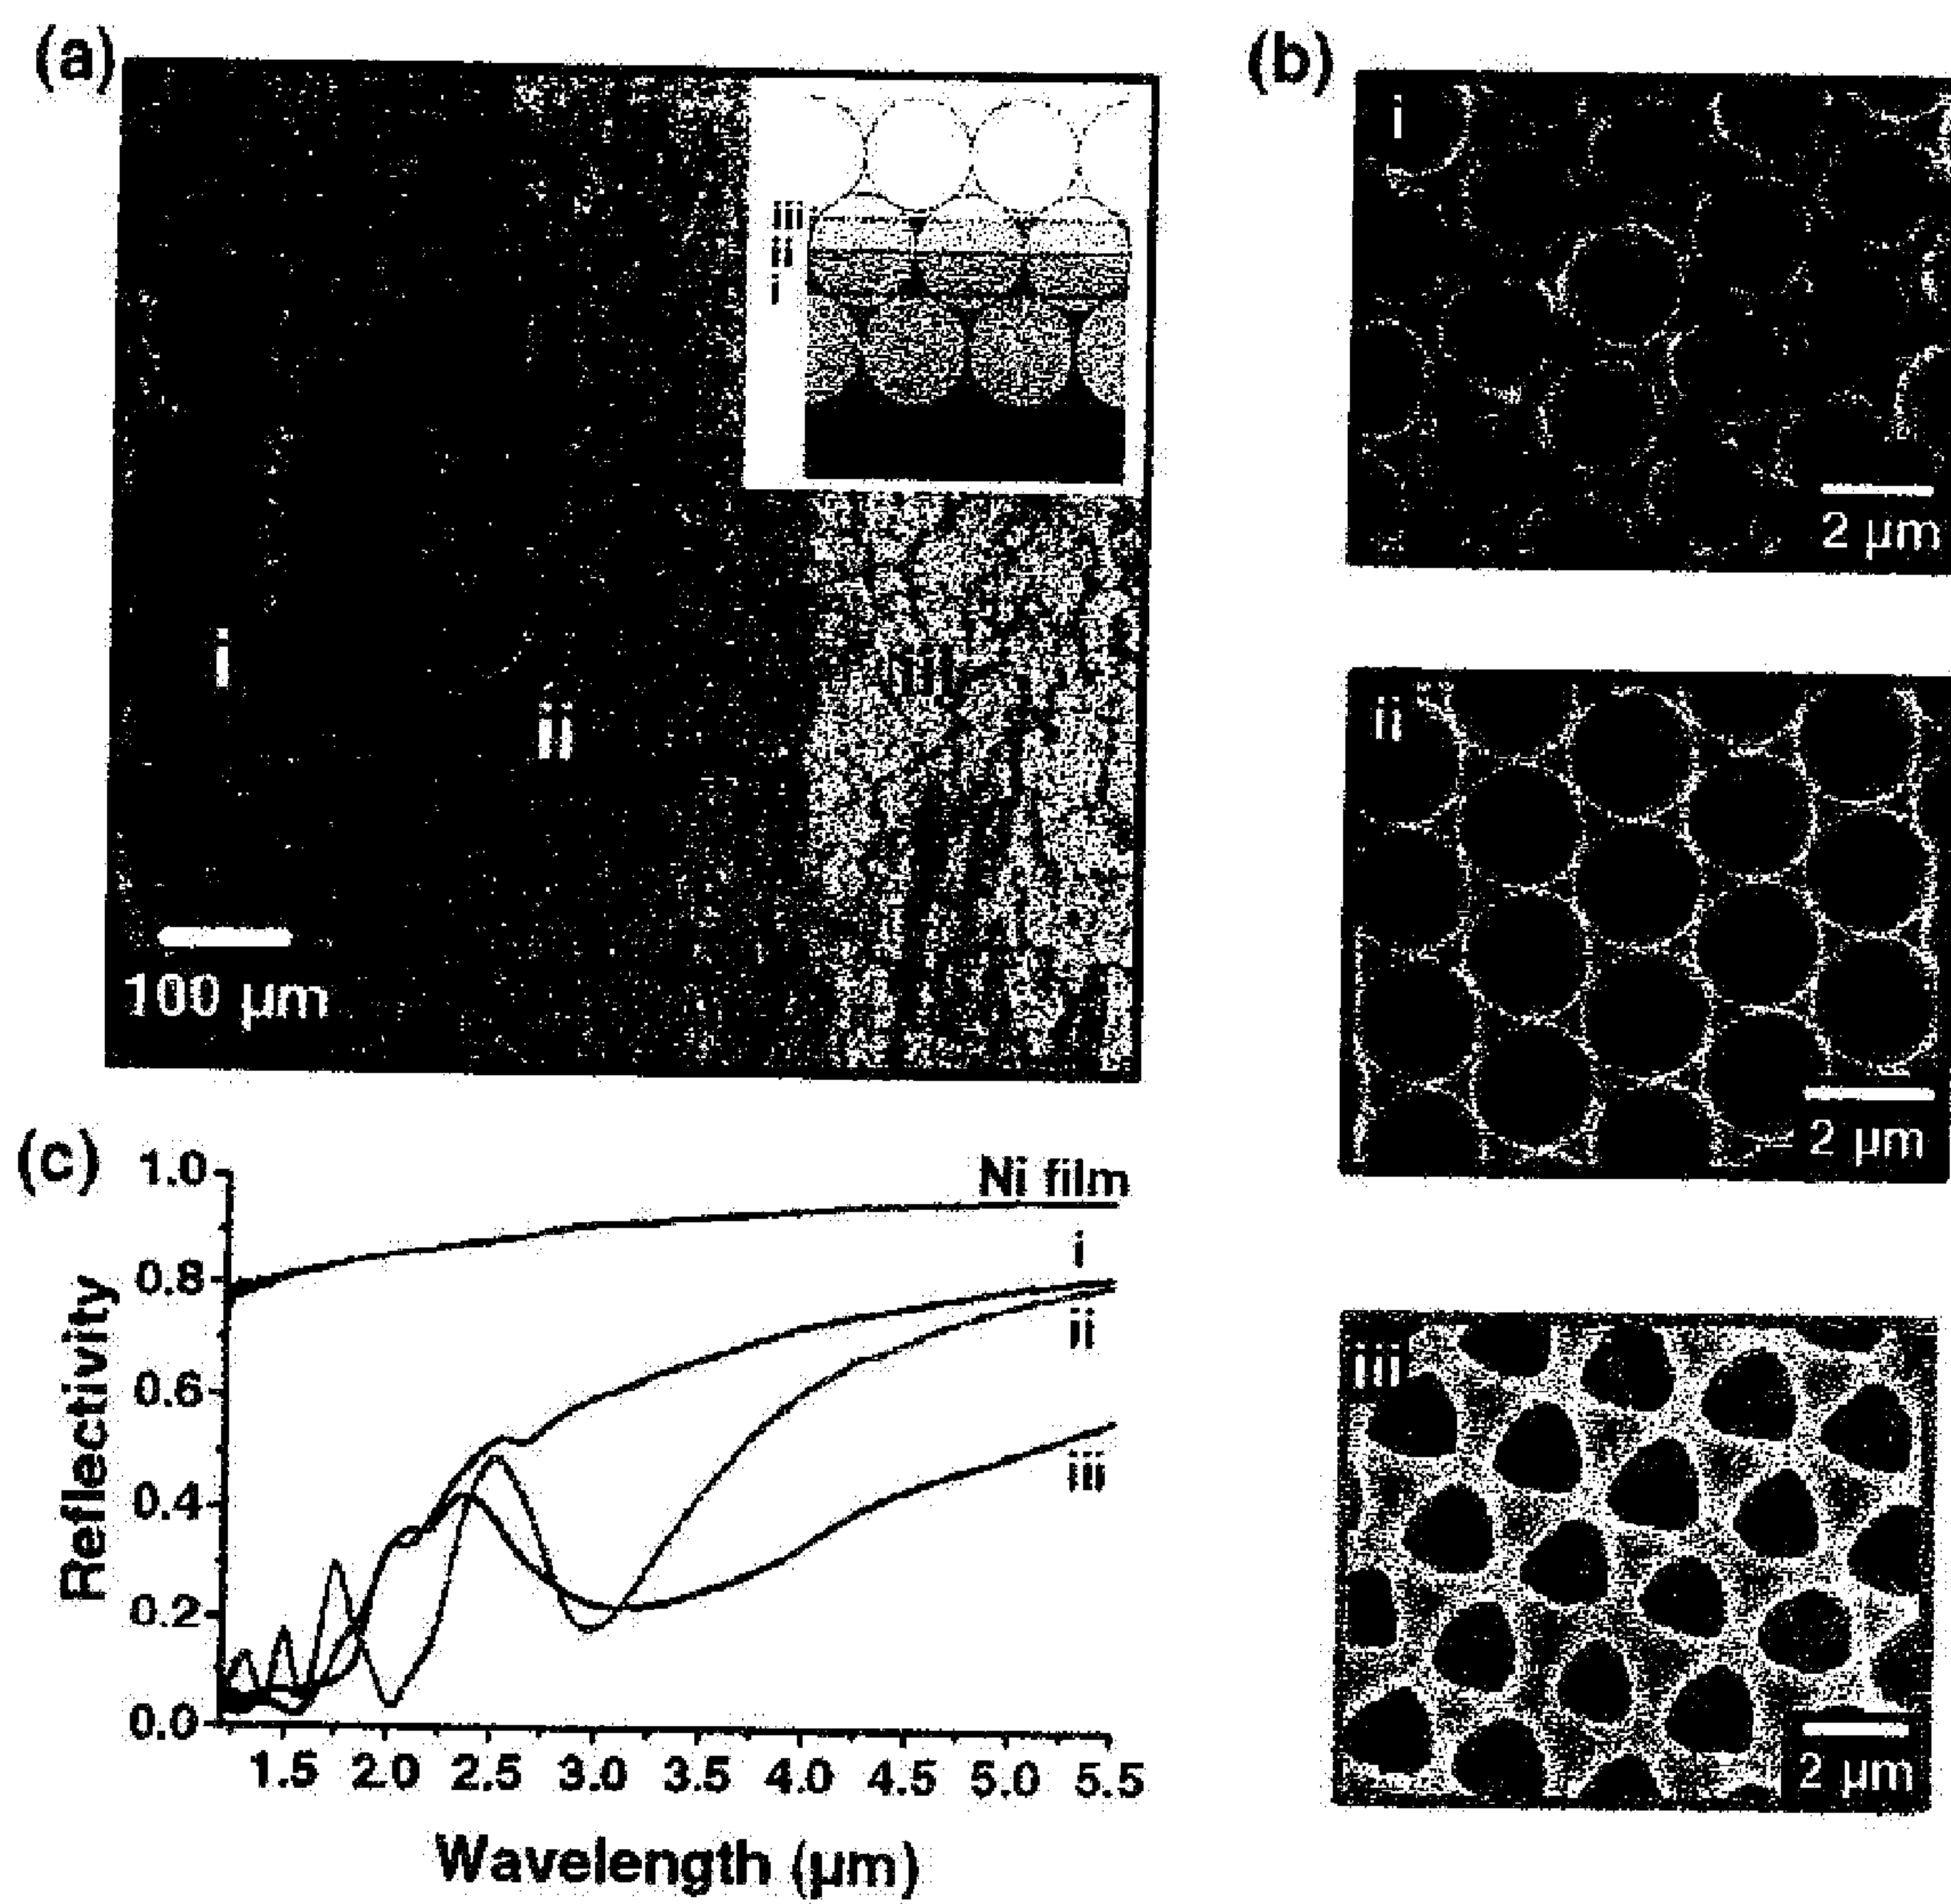 (a)
iii
ii
i
i
ii
iii
100 µm
(b)
i
2 µm
ii
2 µm
iii
2 µm
(c)
Reflectivity
1.0
0.8
0.6
0.4
0.2
0.0
Ni film
i
ii
iii
1.5 2.0 2.5 3.0 3.5 4.0 4.5 5.0 5.5
Wavelength (µm)